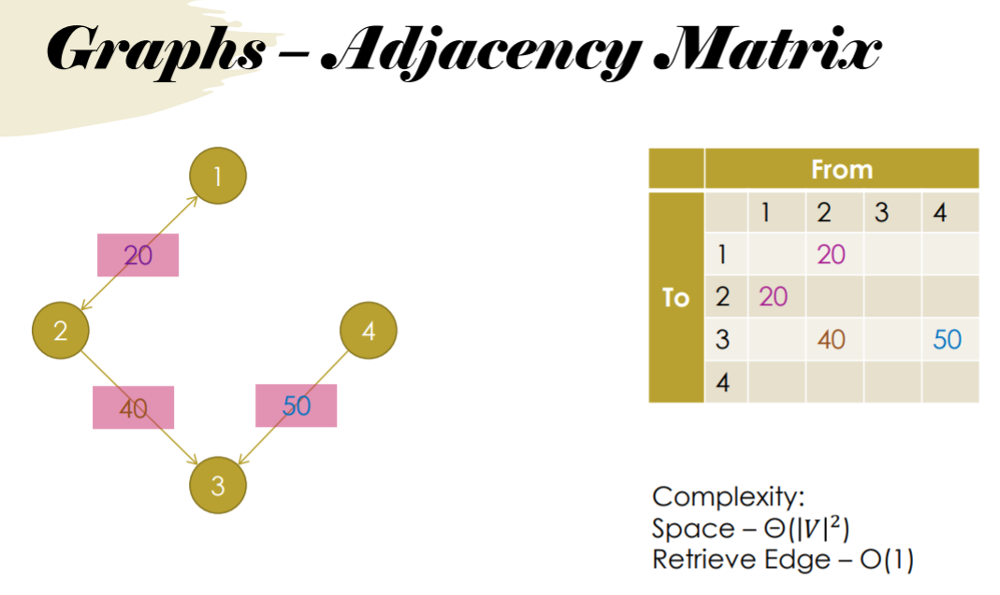 Graphs – Adjacency Matrix
1
20
2
4
40
50
3
From
1 2 3 4
1 20
To 2 20
3 40 50
4
Complexity:
Space – Θ(|V|²)
Retrieve Edge – O(1)